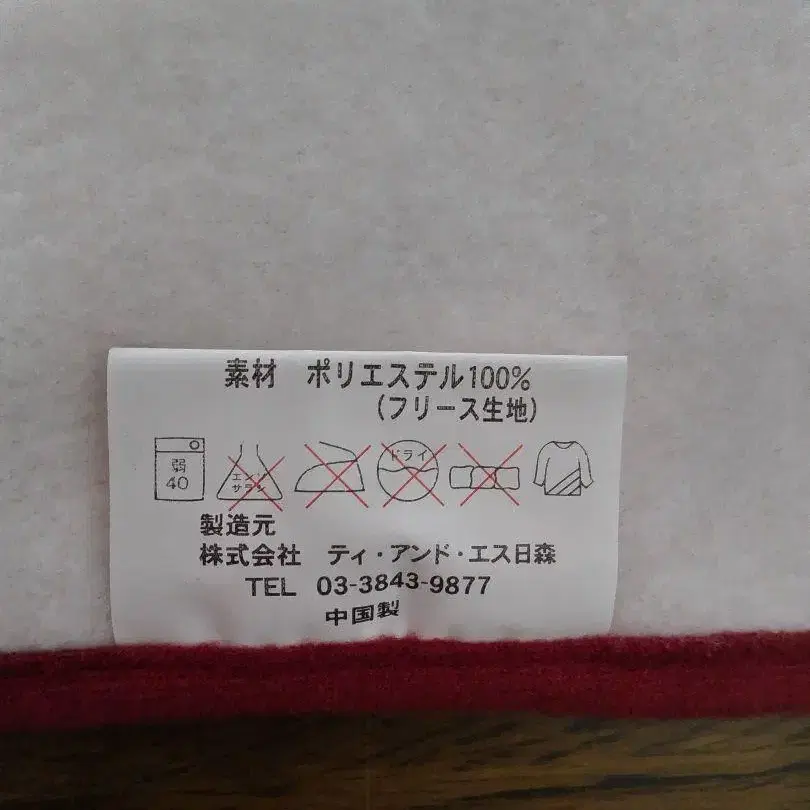 素材 ポリエステル100%
(フリース生地)
弱
40
エンソ
サラシ
ドライ
製造元
株式会社 ティ・アンド・エス日森
TEL 03-3843-9877
中国製